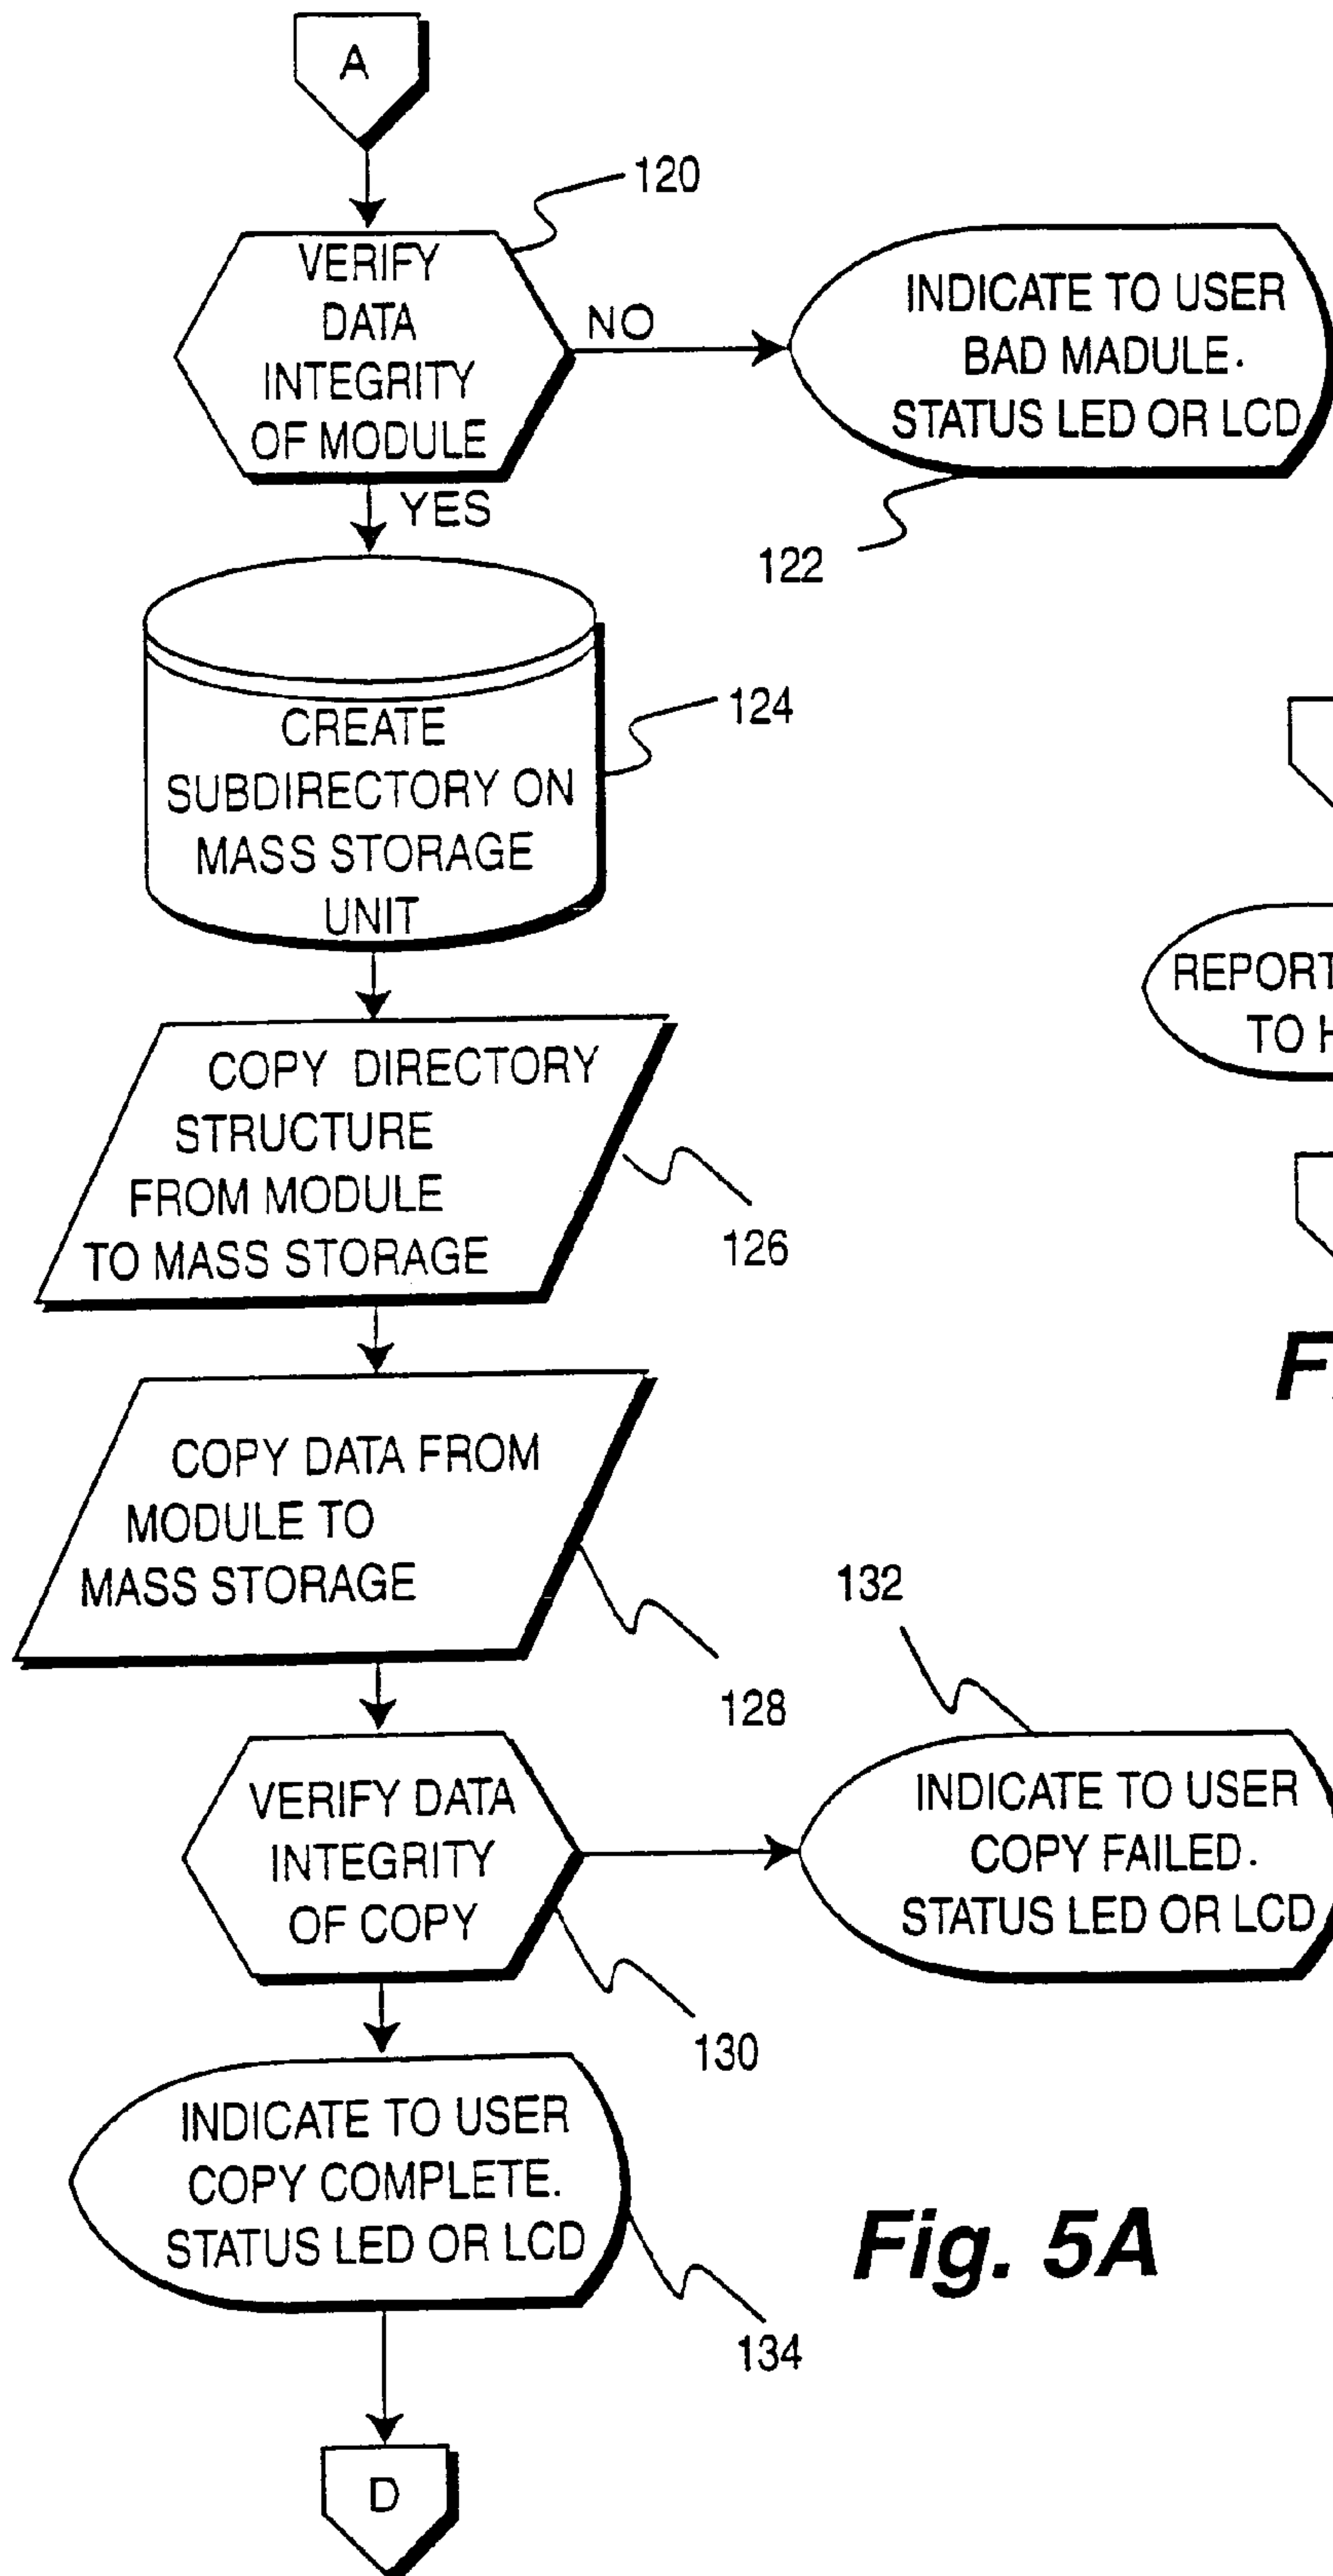 A
120
VERIFY
DATA
INTEGRITY
OF MODULE
NO
INDICATE TO USER
BAD MADULE.
STATUS LED OR LCD
122
YES
CREATE
SUBDIRECTORY ON
MASS STORAGE
UNIT
124
COPY DIRECTORY
STRUCTURE
FROM MODULE
TO MASS STORAGE
126
REPORT
TO
COPY DATA FROM
MODULE TO
MASS STORAGE
128
132
VERIFY DATA
INTEGRITY
OF COPY
130
INDICATE TO USER
COPY FAILED.
STATUS LED OR LCD
INDICATE TO USER
COPY COMPLETE.
STATUS LED OR LCD
134
Fig. 5A
D